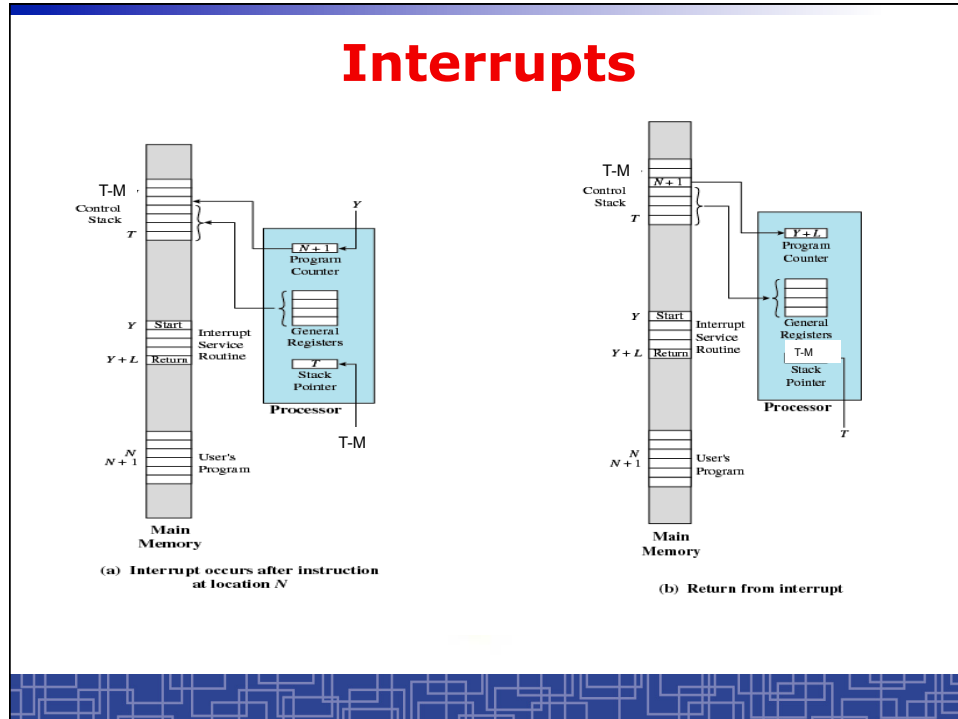 Interrupts
T-M
Control
Stack
T
Y
N + 1
Program
Counter
Y
Start
Interrupt
Service
Routine
Y + L
Return
General
Registers
T
Stack
Pointer
Processor
T-M
N
N + 1
User's
Program
Main
Memory
(a) Interrupt occurs after instruction
at location N
T-M
N + 1
Control
Stack
T
Y + L
Program
Counter
Y
Start
Interrupt
Service
Routine
Y + L
Return
General
Registers
T-M
Stack
Pointer
Processor
T
N
N + 1
User's
Program
Main
Memory
(b) Return from interrupt